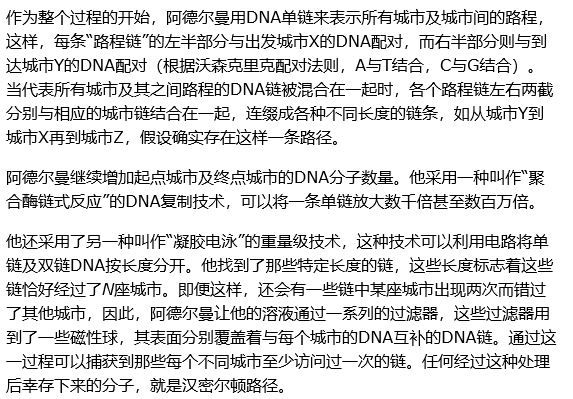 作为整个过程的开始，阿德尔曼用DNA单链来表示所有城市及城市间的路程，
这样，每条“路程链”的左半部分与出发城市X的DNA配对，而右半部分则与到
达城市Y的DNA配对（根据沃森克里克配对法则，A与T结合，C与G结合）。
当代表所有城市及其之间路程的DNA链被混合在一起时，各个路程链左右两截
分别与相应的城市链结合在一起，连缀成各种不同长度的链条，如从城市Y到
城市X再到城市Z，假设确实存在这样一条路径。
阿德尔曼继续增加起点城市及终点城市的DNA分子数量。他采用一种叫作“聚
合酶链式反应”的DNA复制技术，可以将一条单链放大数千倍甚至数百万倍。
他还采用了另一种叫作“凝胶电泳”的重量级技术，这种技术可以利用电路将单
链及双链DNA按长度分开。他找到了那些特定长度的链，这些长度标志着这些
链恰好经过了N座城市。即便这样，还会有一些链中某座城市出现两次而错过
了其他城市，因此，阿德尔曼让他的溶液通过一系列的过滤器，这些过滤器用
到了一些磁性球，其表面分别覆盖着与每个城市的DNA互补的DNA链。通过这
一过程可以捕获到那些每个不同城市至少访问过一次的链。任何经过这种处理
后幸存下来的分子，就是汉密尔顿路径。